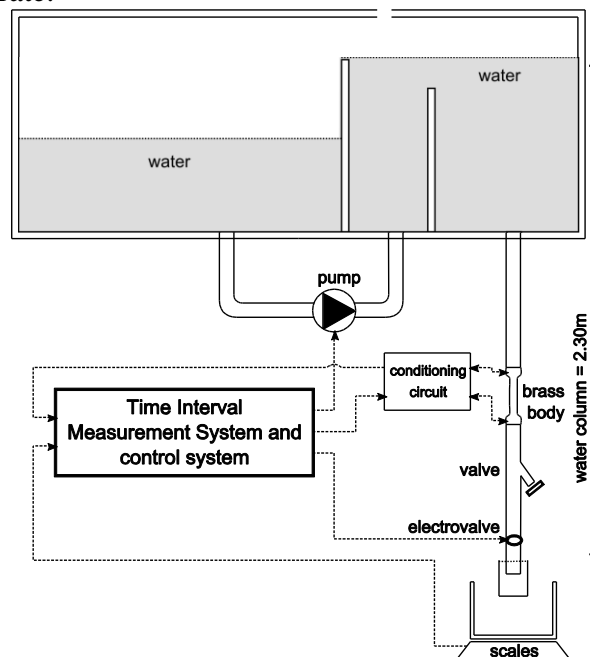 water
water
pump
conditioning
circuit
brass
body
water column = 2.30m
Time Interval
Measurement System and
control system
valve
electrovalve
scales